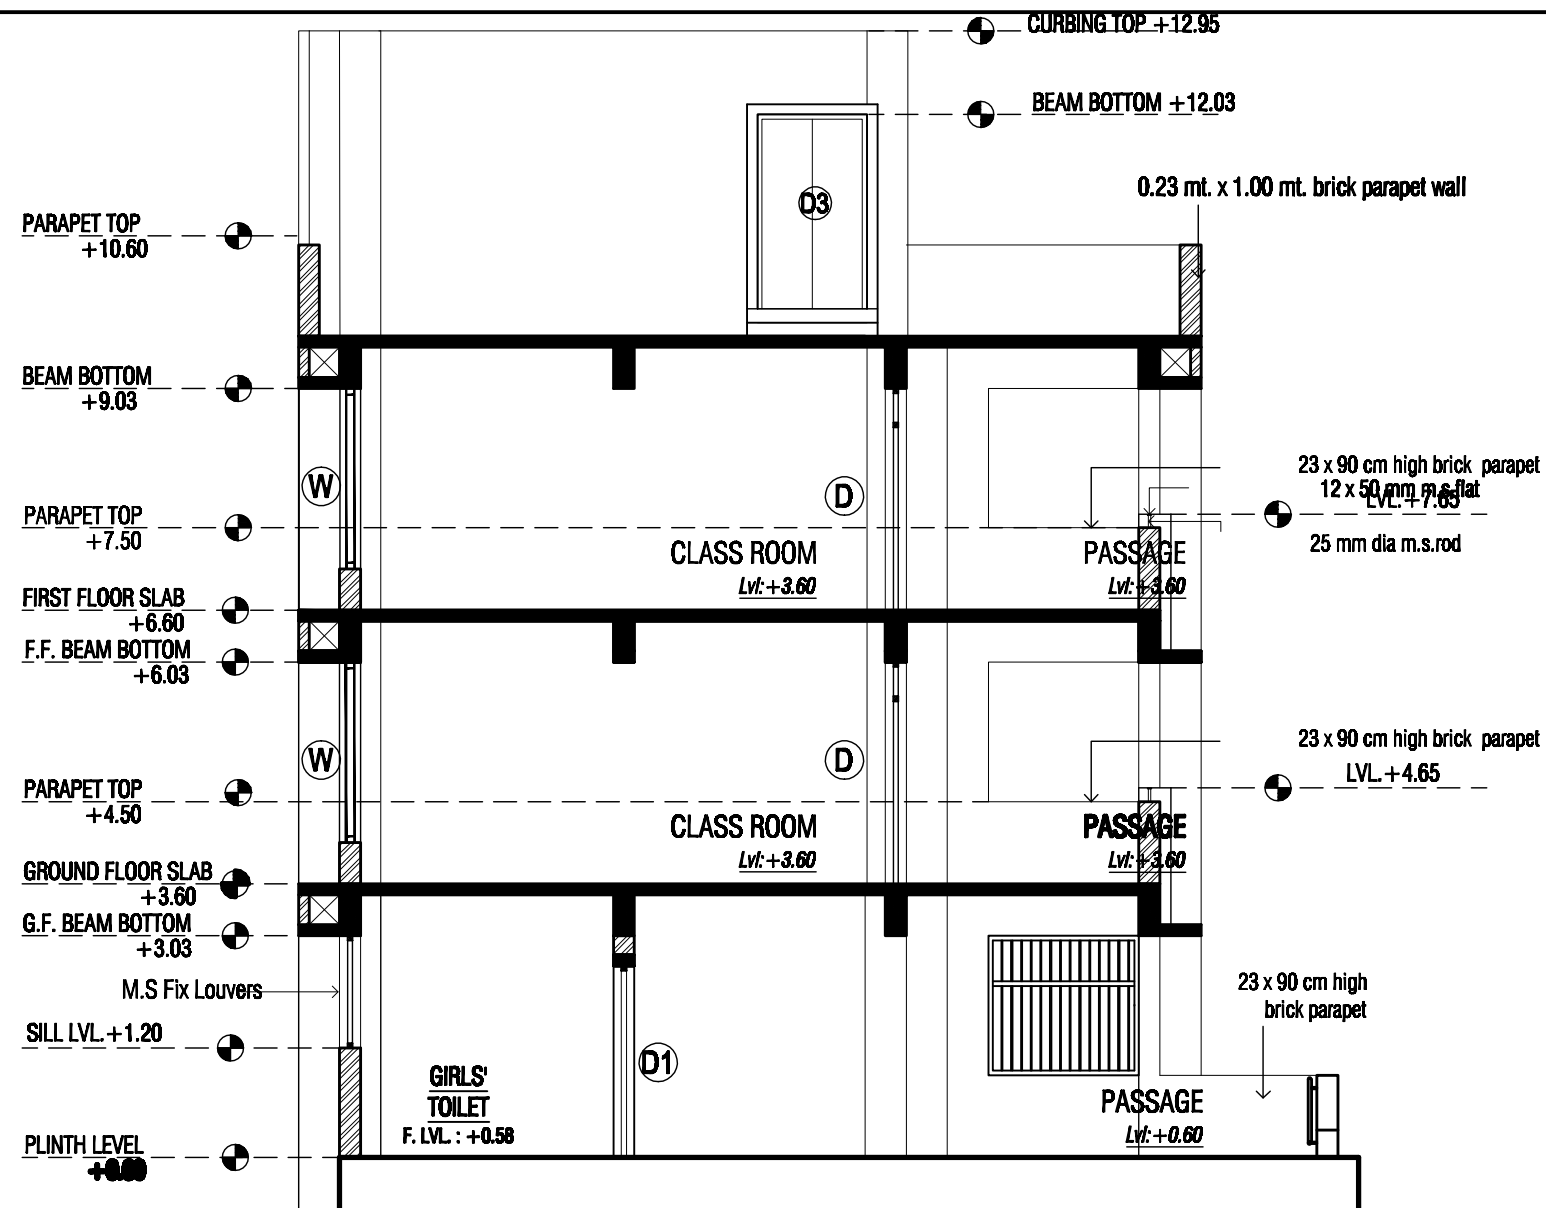 CURBING TOP +12.95
BEAM BOTTOM +12.03
D3
0.23 mt. x 1.00 mt. brick parapet wall
PARAPET TOP
+10.60
BEAM BOTTOM
+9.03
W
D
23 x 90 cm high brick parapet
12 x 50 mm m.s.flat
LVL.+7.65
25 mm dia m.s.rod
PARAPET TOP
+7.50
CLASS ROOM
Lvl:+3.60
PASSAGE
Lvl:+3.60
FIRST FLOOR SLAB
+6.60
F.F. BEAM BOTTOM
+6.03
W
D
23 x 90 cm high brick parapet
LVL.+4.65
PARAPET TOP
+4.50
CLASS ROOM
Lvl:+3.60
PASSAGE
Lvl:+3.60
GROUND FLOOR SLAB
+3.60
G.F. BEAM BOTTOM
+3.03
M.S Fix Louvers
23 x 90 cm high
brick parapet
SILL LVL.+1.20
D1
GIRLS'
TOILET
F. LVL. : +0.58
PASSAGE
Lvl:+0.60
PLINTH LEVEL